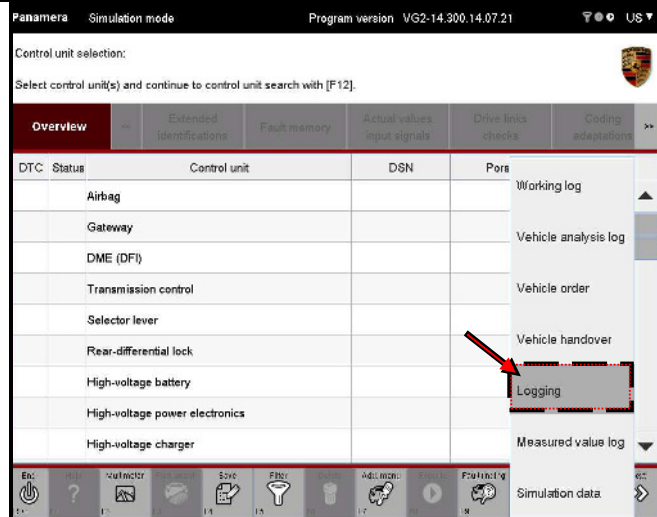 Panamera Simulation mode Program version VG2-14.300.14.07.21 US
Control unit selection:
Select control unit(s) and continue to control unit search with [F12].
Overview
Extended identifications
Fault memory
Actual values input signals
Drive links checks
Coding adaptations
DTC Status Control unit DSN Pors
Airbag
Gateway
DME (DFI)
Transmission control
Selector lever
Rear-differential lock
High-voltage battery
High-voltage power electronics
High-voltage charger
Working log
Vehicle analysis log
Vehicle order
Vehicle handover
Logging
Measured value log
Simulation data
End
Help
Multimeter
Save
Filter
Delete
Add. menu